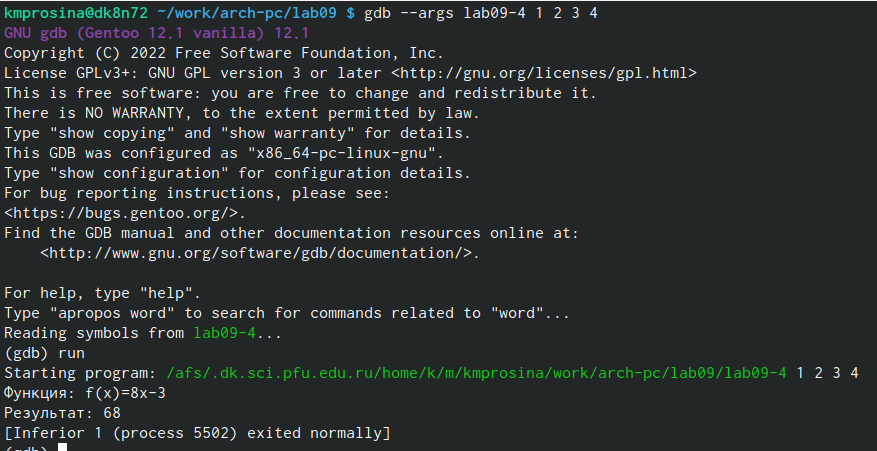 kmprosina@dk8n72 ~/work/arch-pc/lab09 $ gdb --args lab09-4 1 2 3 4
GNU gdb (Gentoo 12.1 vanilla) 12.1
Copyright (C) 2022 Free Software Foundation, Inc.
License GPLv3+: GNU GPL version 3 or later <http://gnu.org/licenses/gpl.html>
This is free software: you are free to change and redistribute it.
There is NO WARRANTY, to the extent permitted by law.
Type "show copying" and "show warranty" for details.
This GDB was configured as "x86_64-pc-linux-gnu".
Type "show configuration" for configuration details.
For bug reporting instructions, please see:
<https://bugs.gentoo.org/>.
Find the GDB manual and other documentation resources online at:
    <http://www.gnu.org/software/gdb/documentation/>.

For help, type "help".
Type "apropos word" to search for commands related to "word"...
Reading symbols from lab09-4...
(gdb) run
Starting program: /afs/.dk.sci.pfu.edu.ru/home/k/m/kmprosina/work/arch-pc/lab09/lab09-4 1 2 3 4
Функция: f(x)=8x-3
Результат: 68
[Inferior 1 (process 5502) exited normally]
(gdb)